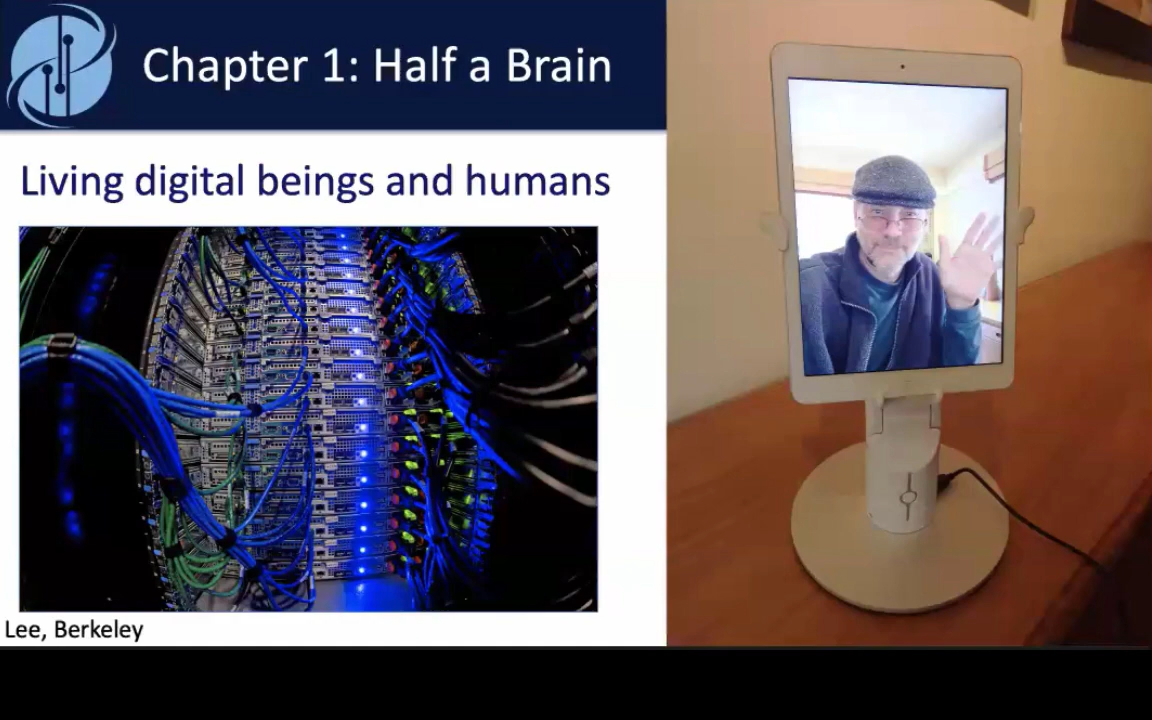 Chapter 1: Half a Brain
Living digital beings and humans
Lee, Berkeley